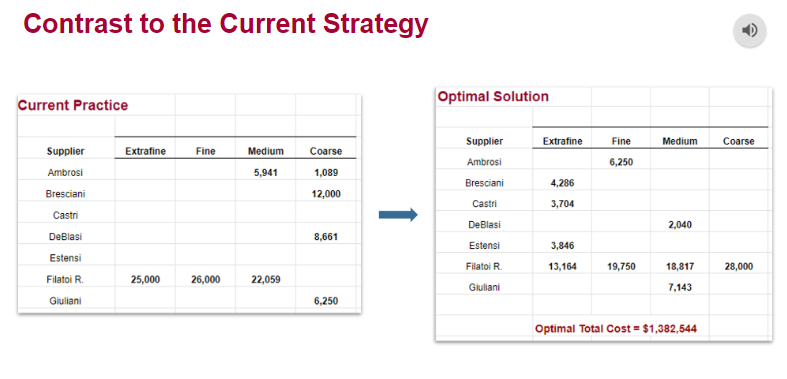 Contrast to the Current Strategy
Current Practice
Supplier Extrafine Fine Medium Coarse
Ambrosi 5,941 1,089
Bresciani 12,000
Castri
DeBlasi 8,661
Estensi
Filatoi R. 25,000 26,000 22,059
Giuliani 6,250
Optimal Solution
Supplier Extrafine Fine Medium Coarse
Ambrosi 6,250
Bresciani 4,286
Castri 3,704
DeBlasi 2,040
Estensi 3,846
Filatoi R. 13,164 19,750 18,817 28,000
Giuliani 7,143
Optimal Total Cost = $1,382,544